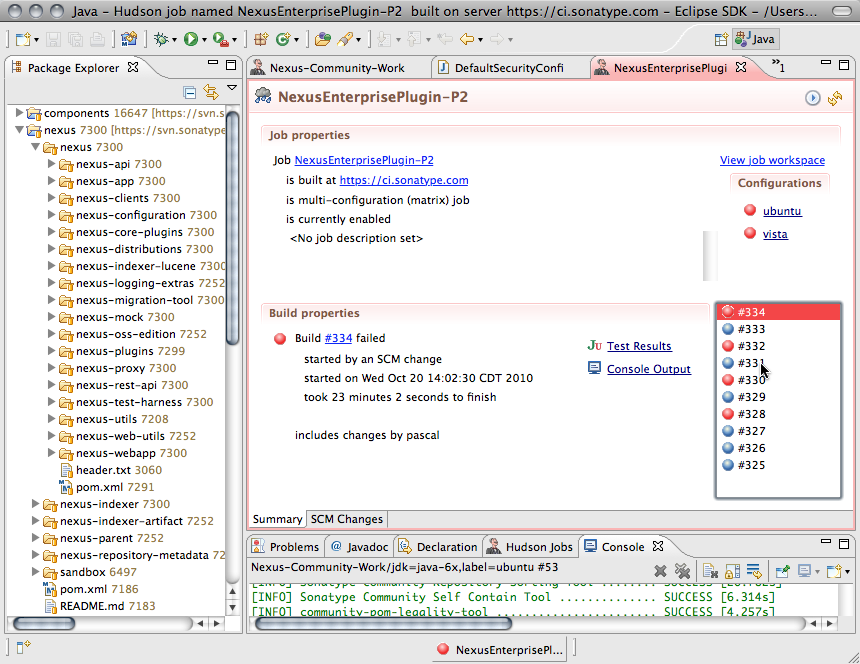 Java - Hudson job named NexusEnterprisePlugin-P2 built on server https://ci.sonatype.com - Eclipse SDK - /Users...
Java
Package Explorer
components 16647 [https://svn.s
nexus 7300 [https://svn.sonatype
nexus 7300
nexus-api 7300
nexus-app 7300
nexus-clients 7300
nexus-configuration 7300
nexus-core-plugins 7300
nexus-distributions 7300
nexus-indexer-lucene 7300
nexus-logging-extras 7252
nexus-migration-tool 7300
nexus-mock 7300
nexus-oss-edition 7252
nexus-plugins 7299
nexus-proxy 7300
nexus-rest-api 7300
nexus-test-harness 7300
nexus-utils 7208
nexus-web-utils 7252
nexus-webapp 7300
header.txt 3060
pom.xml 7291
nexus-indexer 7300
nexus-indexer-artifact 7252
nexus-parent 7252
nexus-repository-metadata 72
sandbox 6497
pom.xml 7186
README.md 7183
Nexus-Community-Work
DefaultSecurityConfi
NexusEnterprisePlugi
»1
NexusEnterprisePlugin-P2
Job properties
Job NexusEnterprisePlugin-P2
is built at https://ci.sonatype.com
is multi-configuration (matrix) job
is currently enabled
<No job description set>
View job workspace
Configurations
ubuntu
vista
Build properties
Build #334 failed
started by an SCM change
started on Wed Oct 20 14:02:30 CDT 2010
took 23 minutes 2 seconds to finish
includes changes by pascal
Ju Test Results
Console Output
#334
#333
#332
#331
#330
#329
#328
#327
#326
#325
Summary
SCM Changes
Problems
@ Javadoc
Declaration
Hudson Jobs
Console
Nexus-Community-Work/jdk=java-6x,label=ubuntu #53
[INFO] Sonatype Community Repository Sorting Tool ........ SUCCESS
[INFO] Sonatype Community Self Contain Tool .............. SUCCESS [6.314s]
[INFO] community-pom-legality-tool ....................... SUCCESS [4.257s]
NexusEnterprisePl...